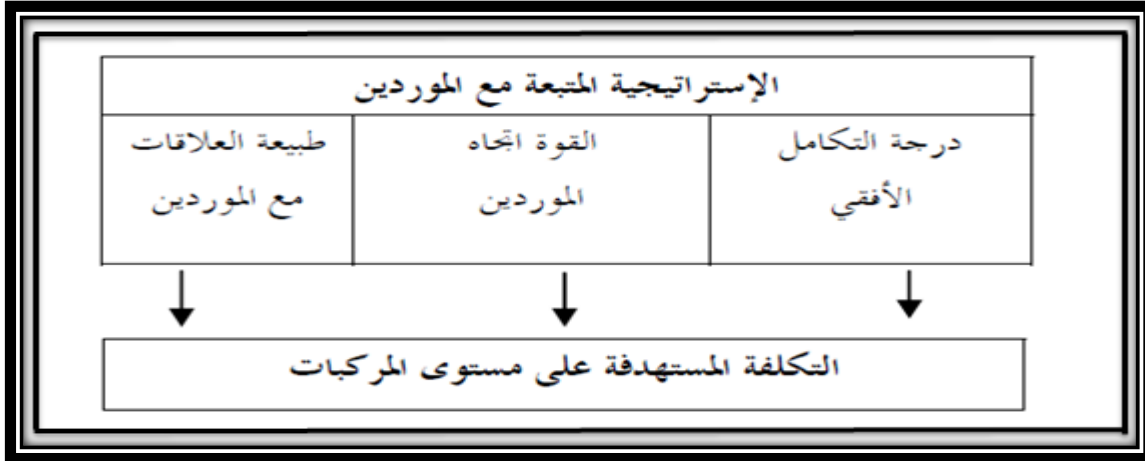 الإستراتيجية المتبعة مع الموردين
درجة التكامل
الأفقي
القوة اتجاه
الموردين
طبيعة العلاقات
مع الموردين
التكلفة المستهدفة على مستوى المركبات